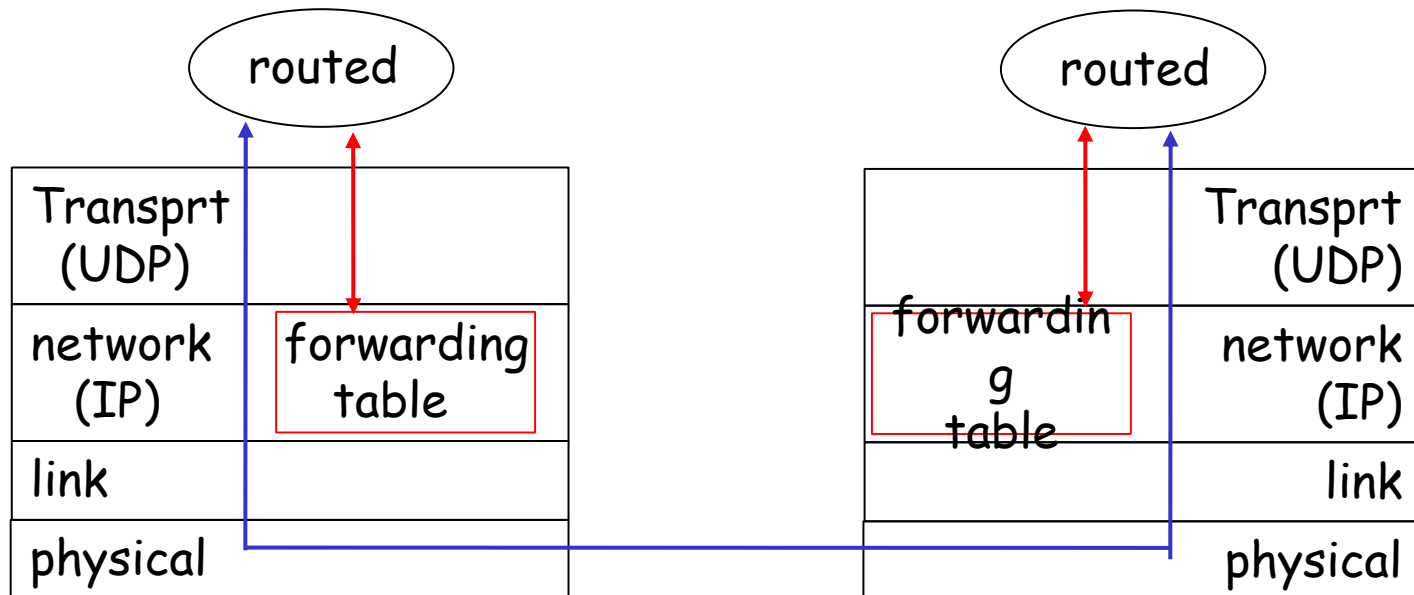 routed
routed
Transprt
(UDP)
Transprt
(UDP)
network
(IP)
forwarding
table
forwardin
g
table
network
(IP)
link
link
physical
physical